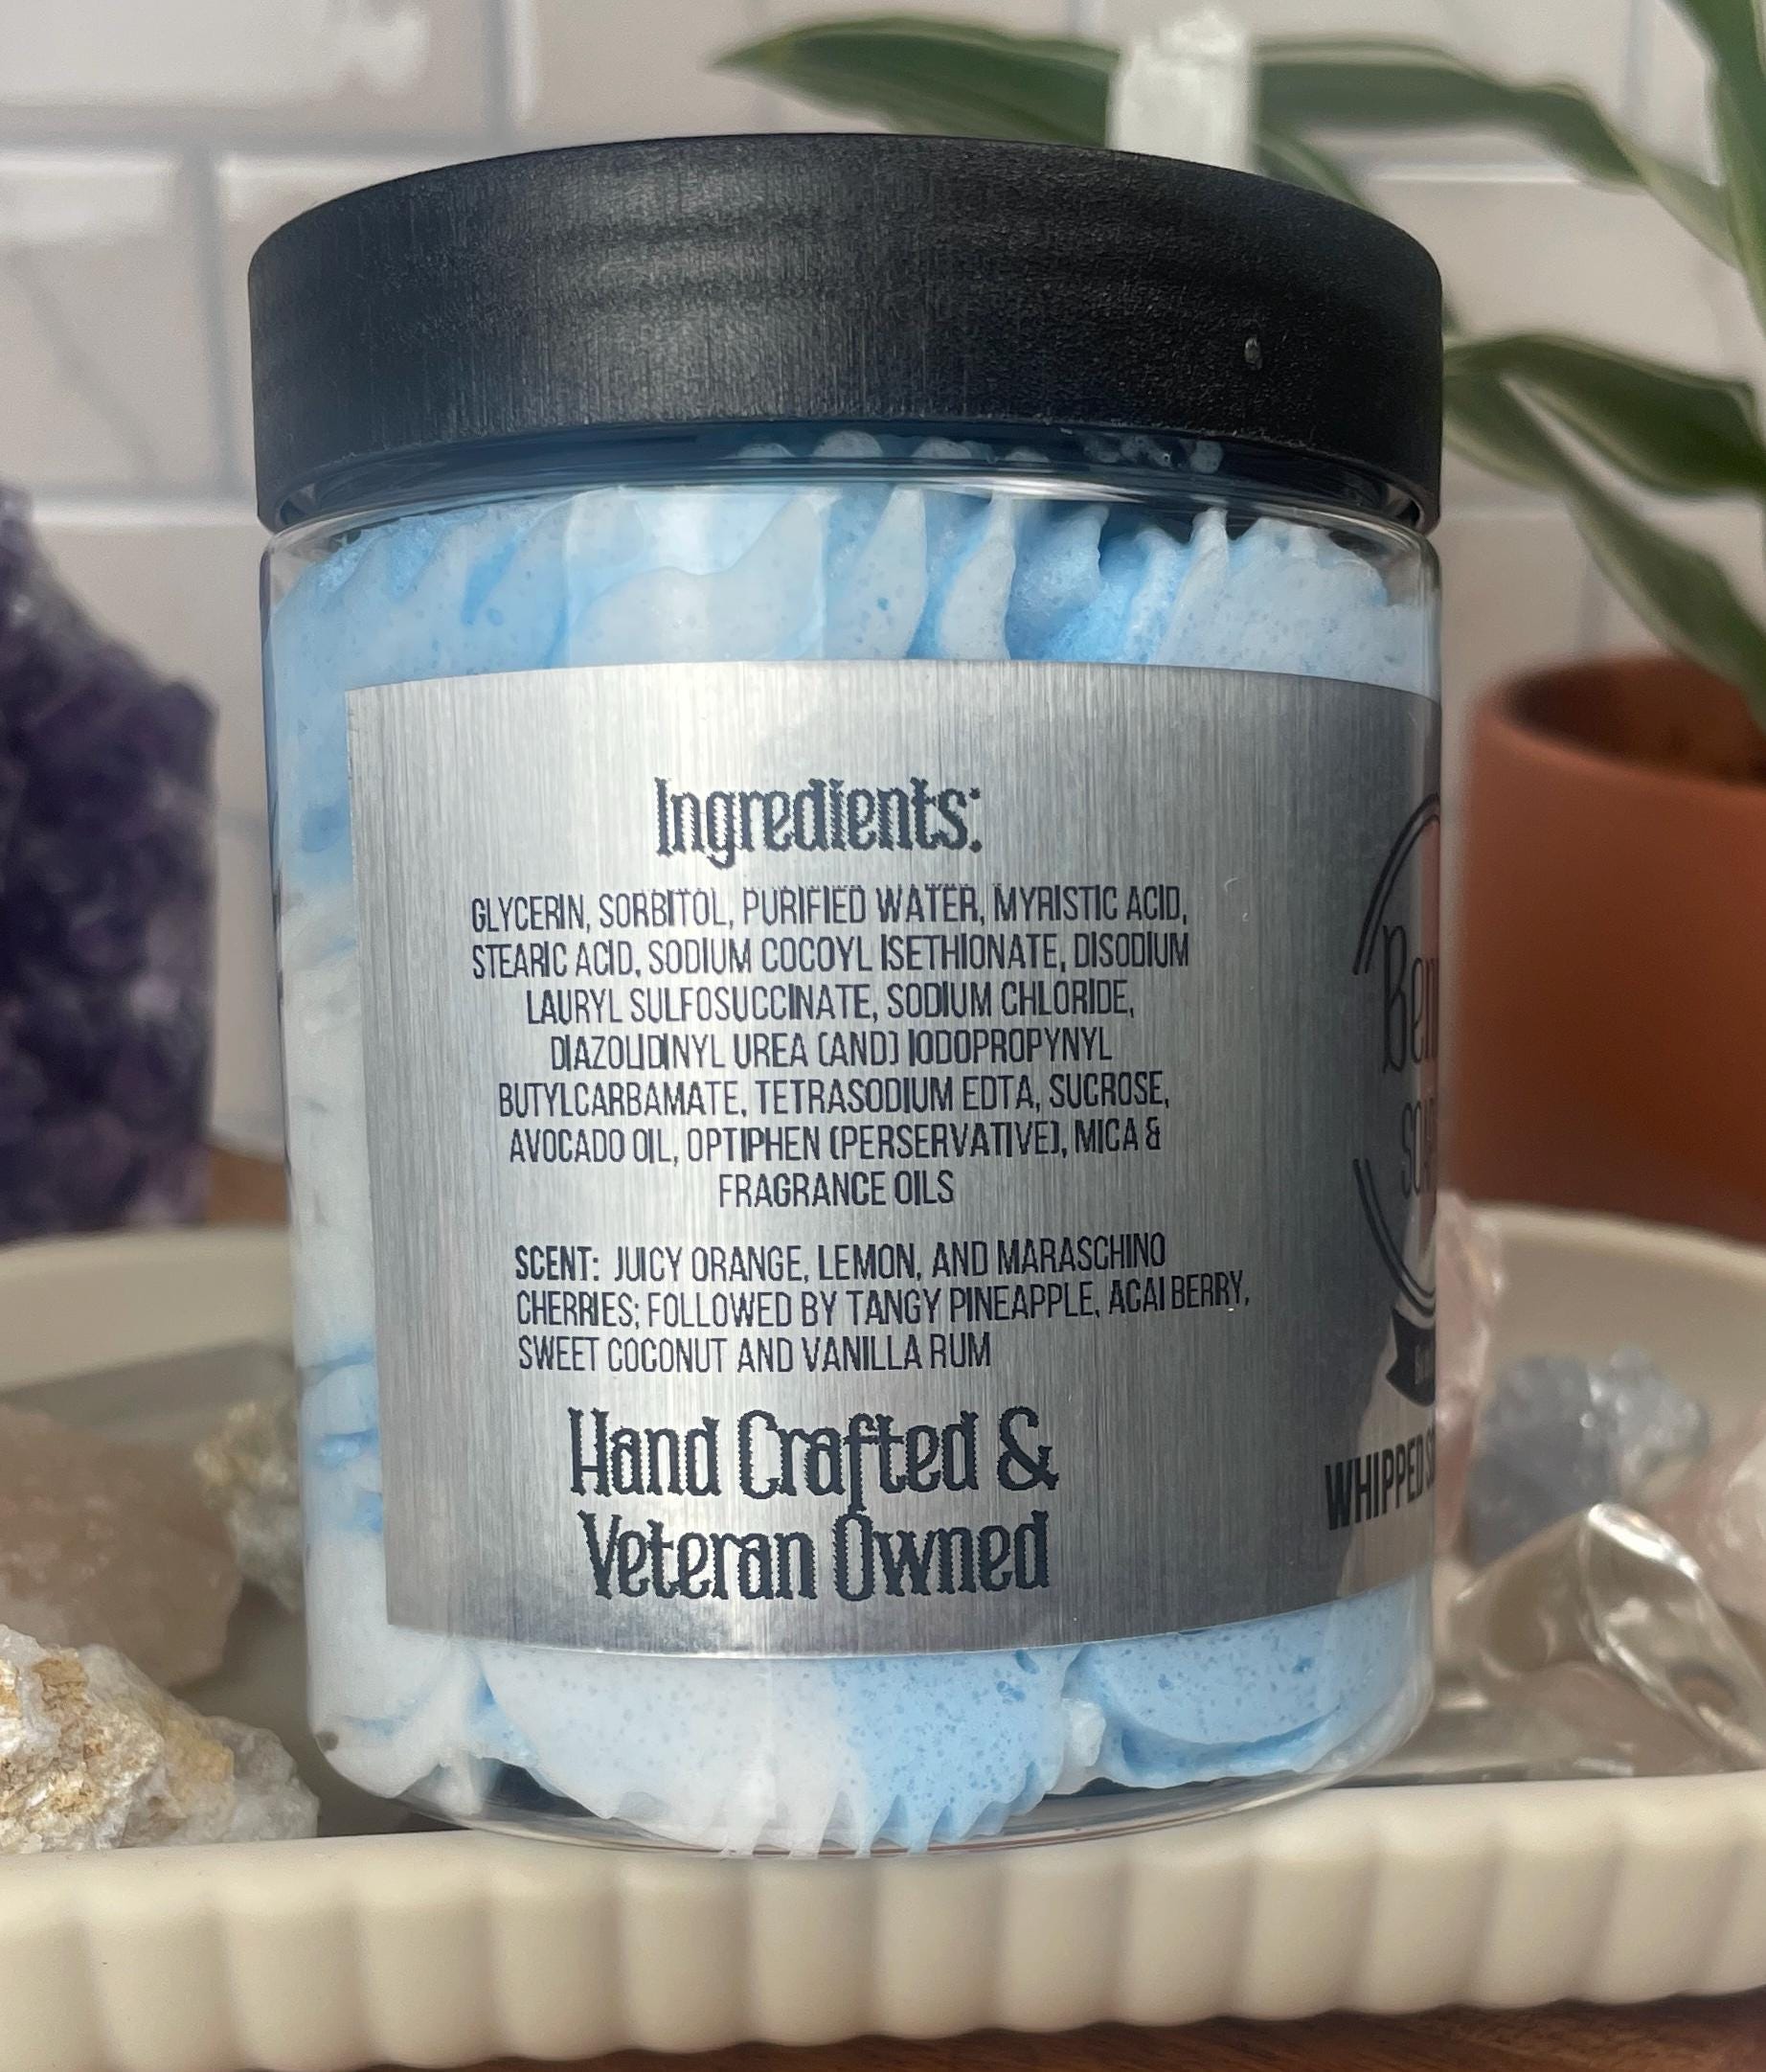 Ingredients:
GLYCERIN, SORBITOL, PURIFIED WATER, MYRISTIC ACID,
STEARIC ACID, SODIUM COCOYL ISETHIONATE, DISODIUM
LAURYL SULFOSUCCINATE, SODIUM CHLORIDE,
DIAZOLIDINYL UREA (AND) IODOPROPYNYL
BUTYLCARBAMATE, TETRASODIUM EDTA, SUCROSE,
AVOCADO OIL, OPTIPHEN (PERSERVATIVE), MICA &
FRAGRANCE OILS
SCENT: JUICY ORANGE, LEMON, AND MARASCHINO
CHERRIES; FOLLOWED BY TANGY PINEAPPLE, ACAI BERRY,
SWEET COCONUT AND VANILLA RUM
Hand Crafted &
Veteran Owned
WHIPPED